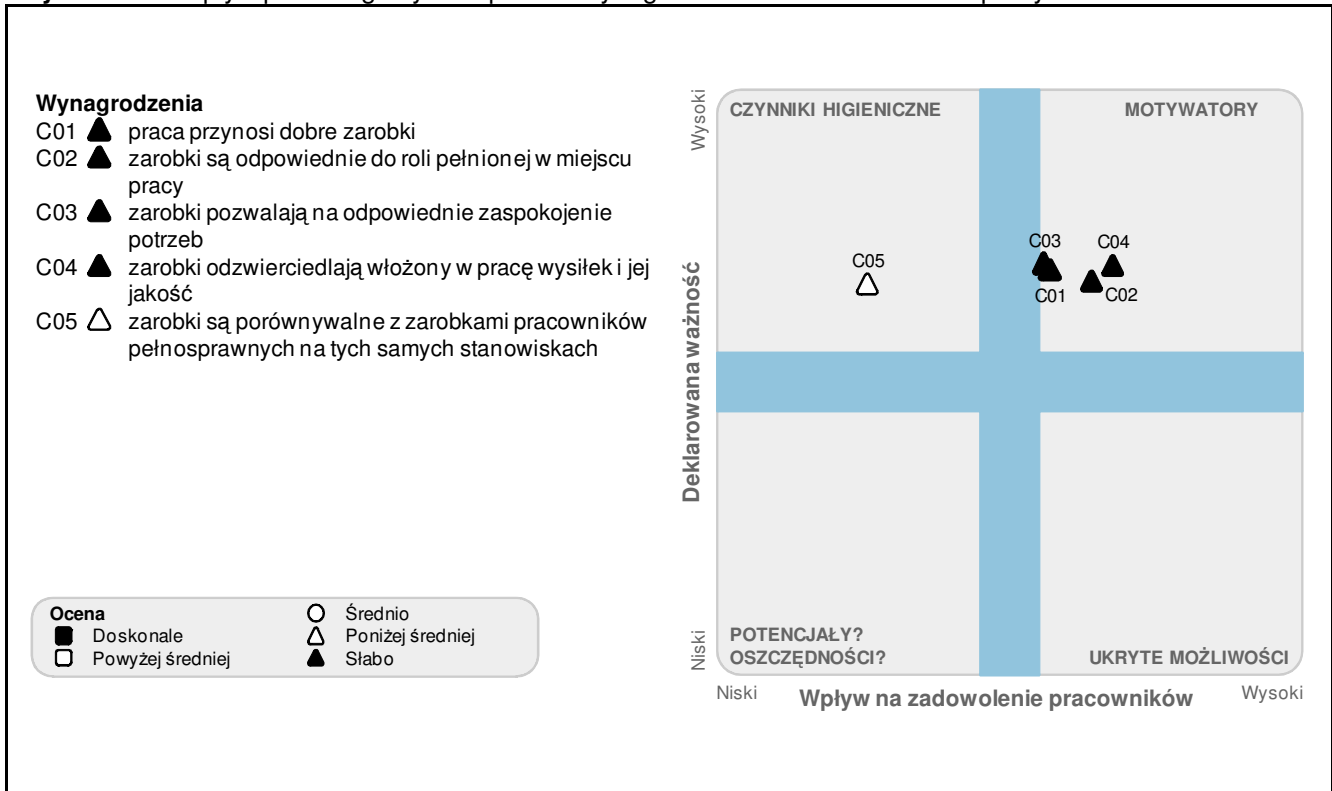 Wynagrodzenia
C01 praca przynosi dobre zarobki
C02 zarobki są odpowiednie do roli pełnionej w miejscu
pracy
C03 zarobki pozwalają na odpowiednie zaspokojenie
potrzeb
C04 zarobki odzwierciedlają włożony w pracę wysiłek i jej
jakość
C05 zarobki są porównywalne z zarobkami pracowników
pełnosprawnych na tych samych stanowiskach
Ocena
Doskonale
Powyżej średniej
Średnio
Poniżej średniej
Słabo
Wysoki
Deklarowana ważność
Niski
CZYNNIKI HIGIENICZNE
MOTYWATORY
C03
C04
C05
C01
C02
POTENCJAŁY?
OSZCZĘDNOŚCI?
UKRYTE MOŻLIWOŚCI
Niski
Wpływ na zadowolenie pracowników
Wysoki